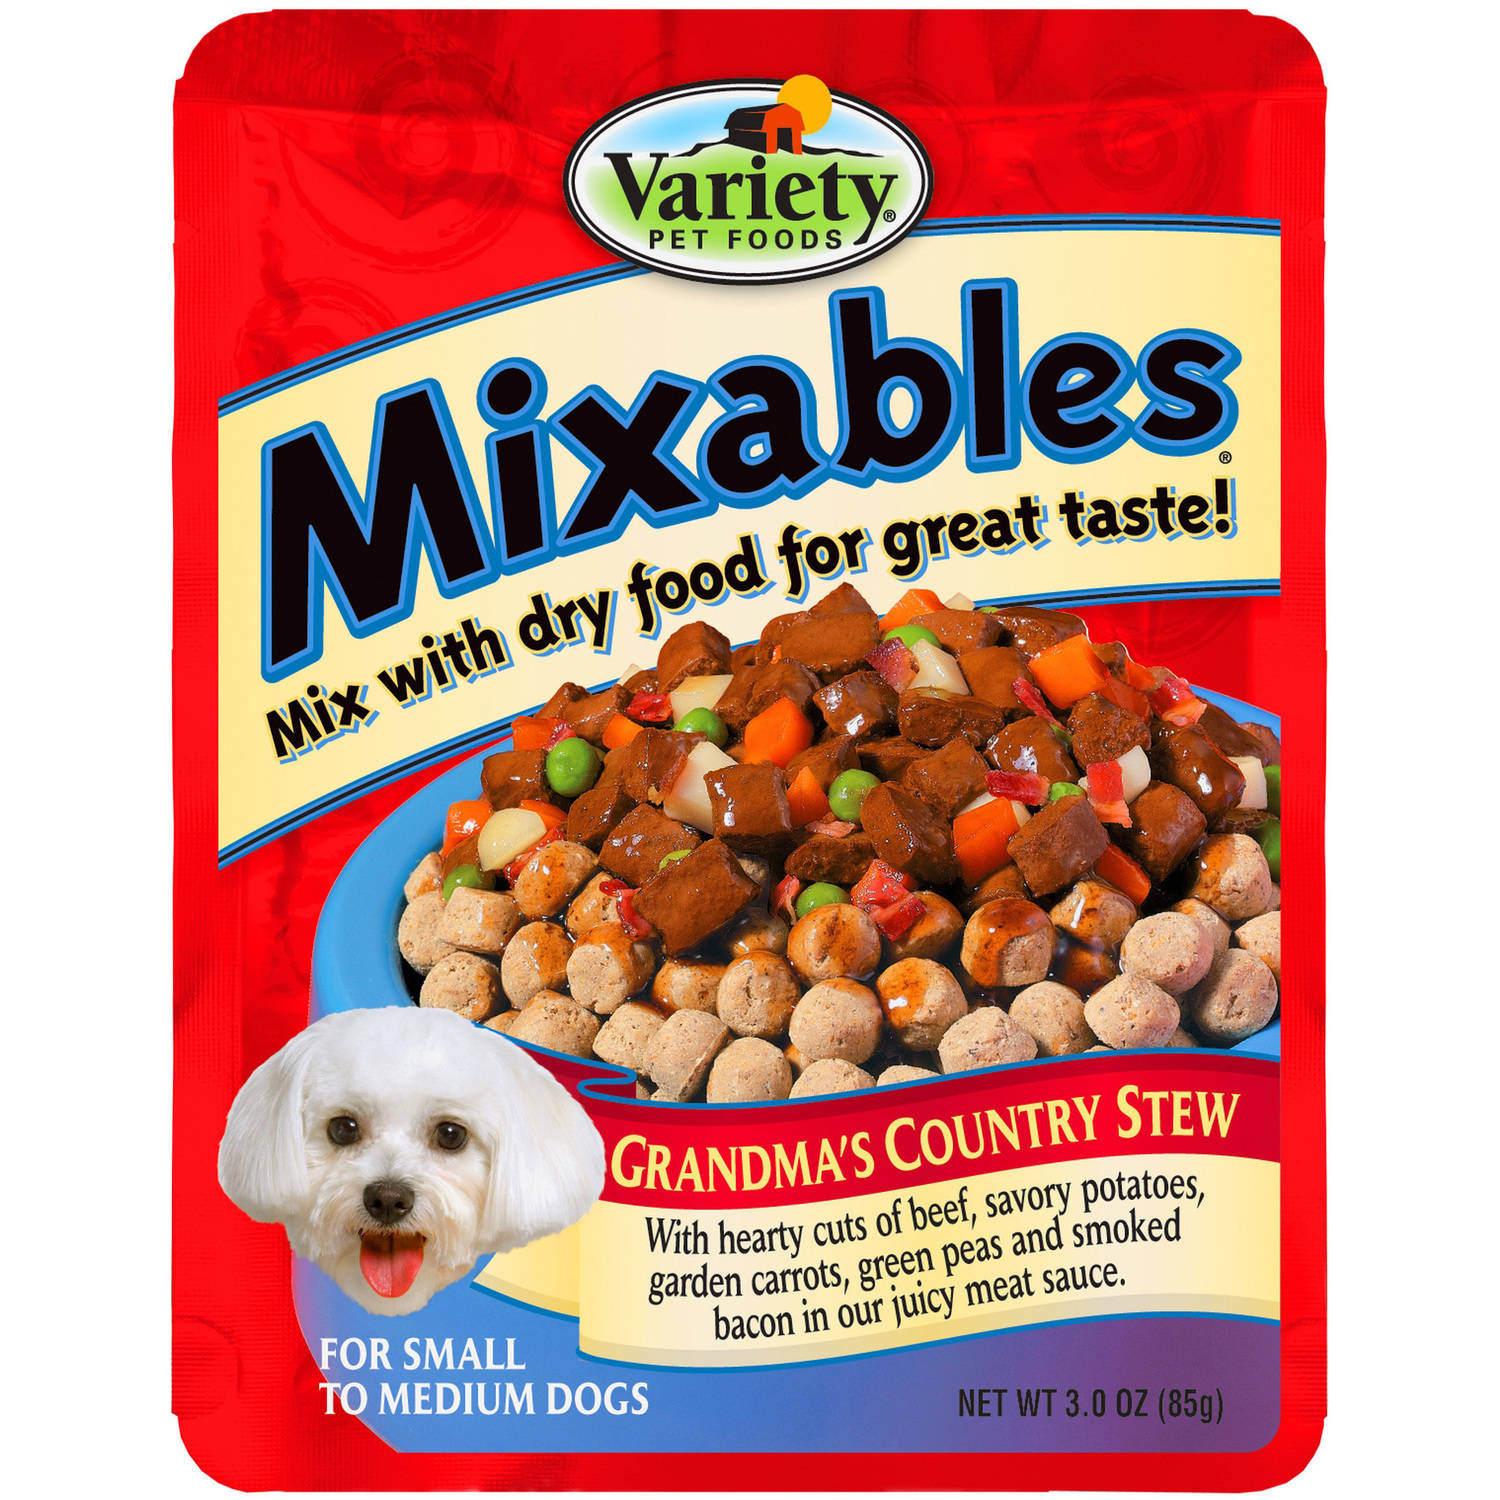 Variety®
PET FOODS
Mixables®
Mix with dry food for great taste!
GRANDMA'S COUNTRY STEW
With hearty cuts of beef, savory potatoes,
garden carrots, green peas and smoked
bacon in our juicy meat sauce.
FOR SMALL
TO MEDIUM DOGS
NET WT 3.0 OZ (85g)